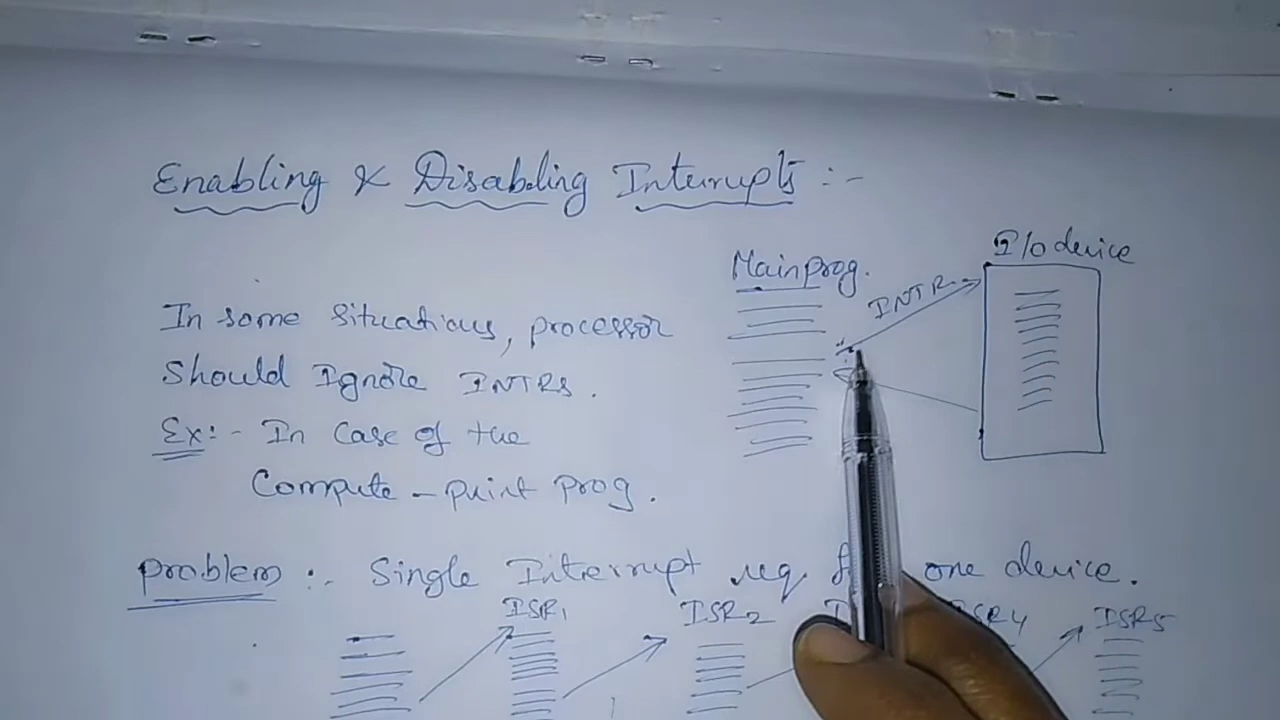 Enabling & Disabling Interrupts :-
Main prog.
I/o device
INTR
In some Situations, processor
Should Ignore INTRS.
Ex:- In case of the
Compute - print prog.
problem :- Single Interrupt req. one device.
ISR1 ISR2 ISR5